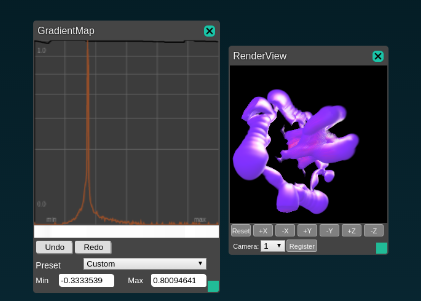 GradientMap
1.0
0.0
min
max
Undo Redo
Preset Custom
Min -0.3333539 Max 0.80094641
RenderView
Reset +X -X +Y -Y +Z -Z
Camera: 1 Register